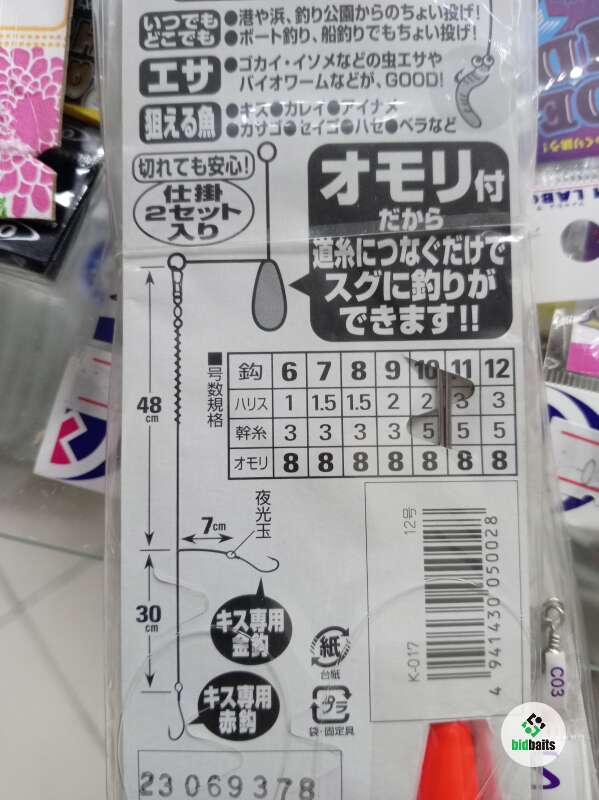 いつでも
どこでも
●港や浜、釣り公園からのちょい投げ!
●ボート釣り、船釣りでもちょい投げ!
エサ
●ゴカイ・イソメなどの虫エサや
バイオワームなどが、GOOD!
狙える魚
●キス●カレイ●アイナメ
●カサゴ●セイゴ●ハゼ●ベラなど
切れても安心!
仕掛
2セット
入り
オモリ付
だから
道糸につなぐだけで
スグに釣りが
できます!!
■号数規格
鈎 6 7 8 9 10 11 12
ハリス 1 1.5 1.5 2 2 3 3
幹糸 3 3 3 3 5 5 5
オモリ 8 8 8 8 8 8 8
48cm
7cm
夜光玉
30cm
キス専用
金鈎
キス専用
赤鈎
紙
台紙
プラ
袋・固定具
12号
K-017
4 941430 050028
C03
23069378
bidbaits